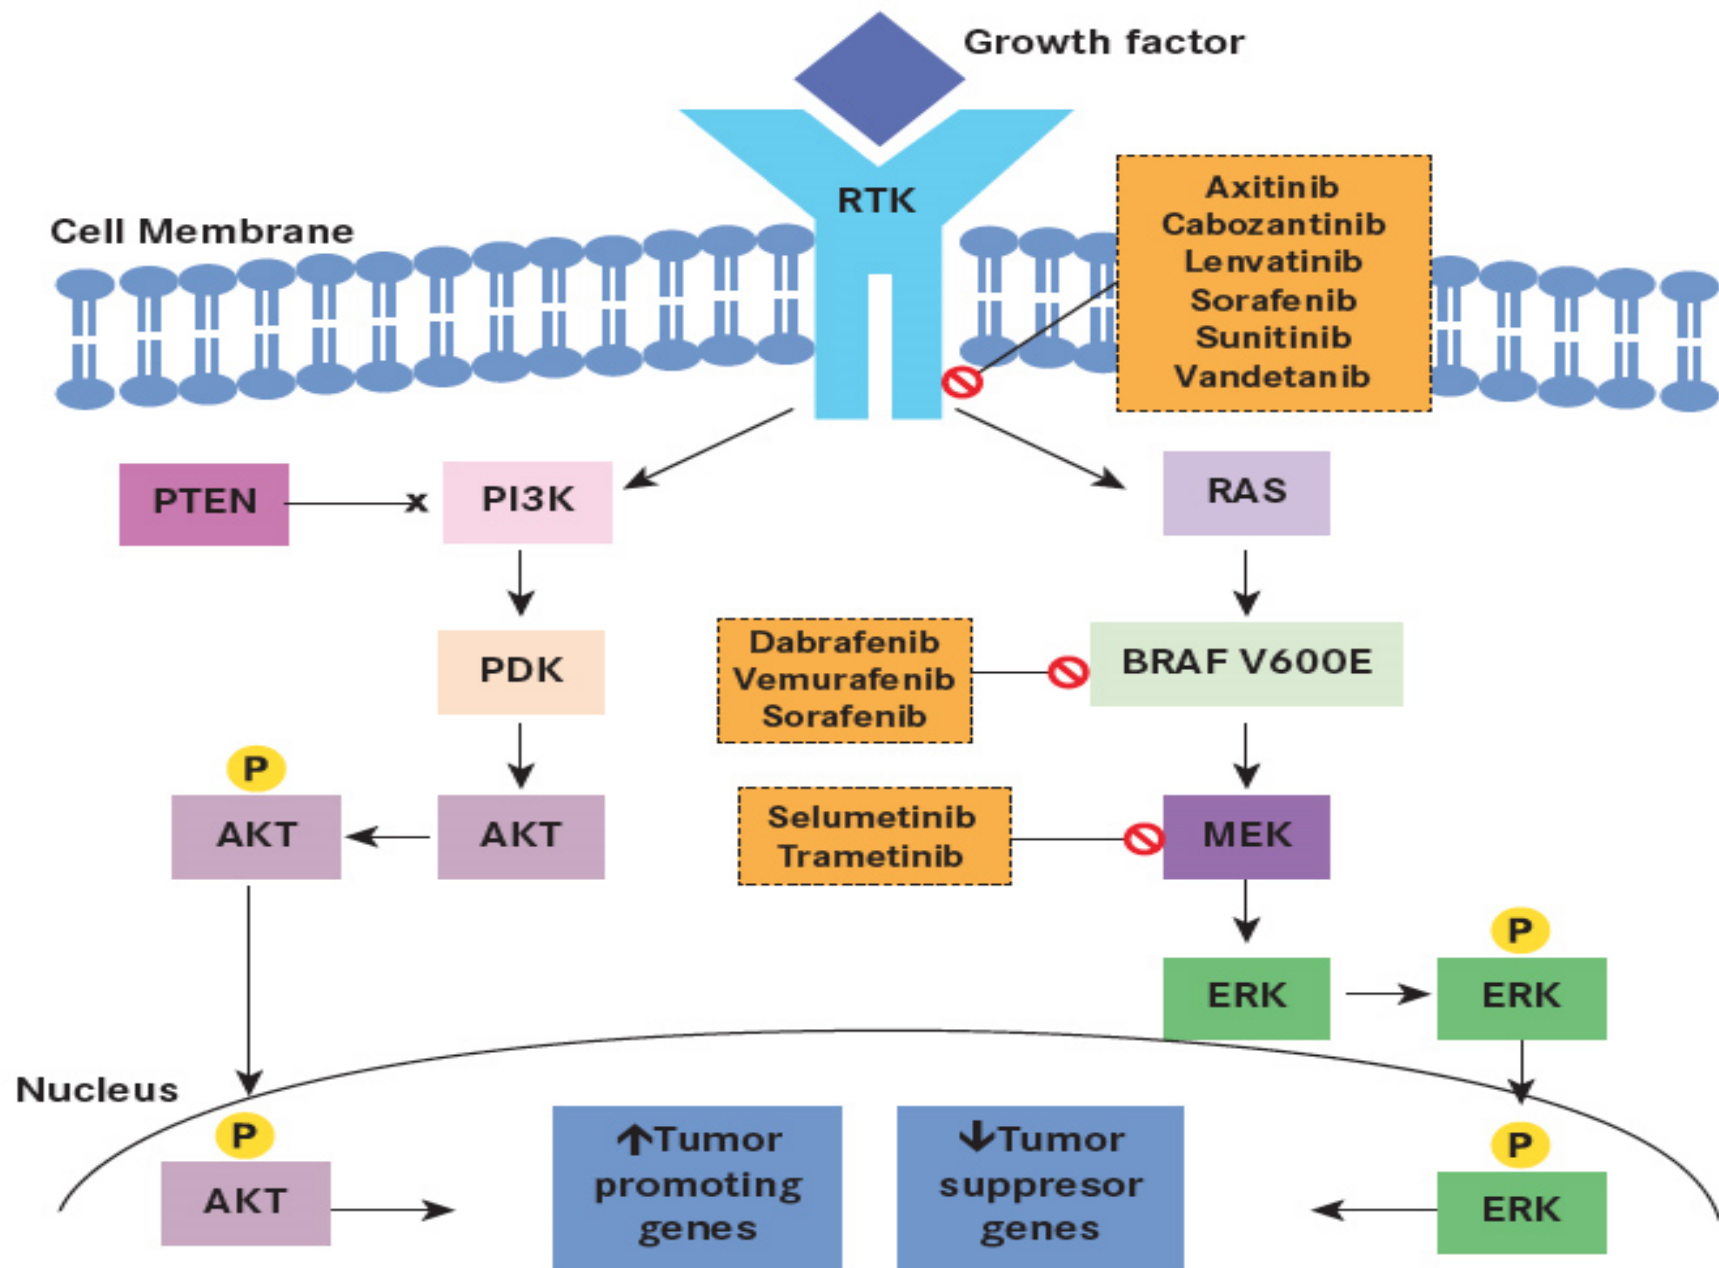 Growth factor
RTK
Cell Membrane
Axitinib
Cabozantinib
Lenvatinib
Sorafenib
Sunitinib
Vandetanib
PTEN
x
PI3K
RAS
PDK
Dabrafenib
Vemurafenib
Sorafenib
BRAF V600E
P
AKT
AKT
Selumetinib
Trametinib
MEK
P
ERK
ERK
Nucleus
P
AKT
↑Tumor
promoting
genes
↓Tumor
suppresor
genes
P
ERK